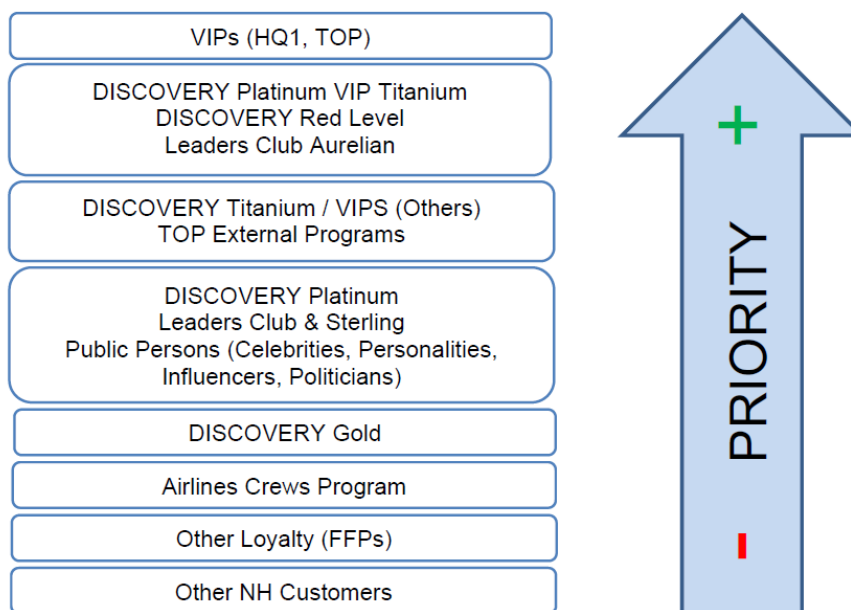 VIPs (HQ1, TOP)
DISCOVERY Platinum VIP Titanium
DISCOVERY Red Level
Leaders Club Aurelian
DISCOVERY Titanium / VIPS (Others)
TOP External Programs
DISCOVERY Platinum
Leaders Club & Sterling
Public Persons (Celebrities, Personalities,
Influencers, Politicians)
DISCOVERY Gold
Airlines Crews Program
Other Loyalty (FFPs)
Other NH Customers
+
PRIORITY
-